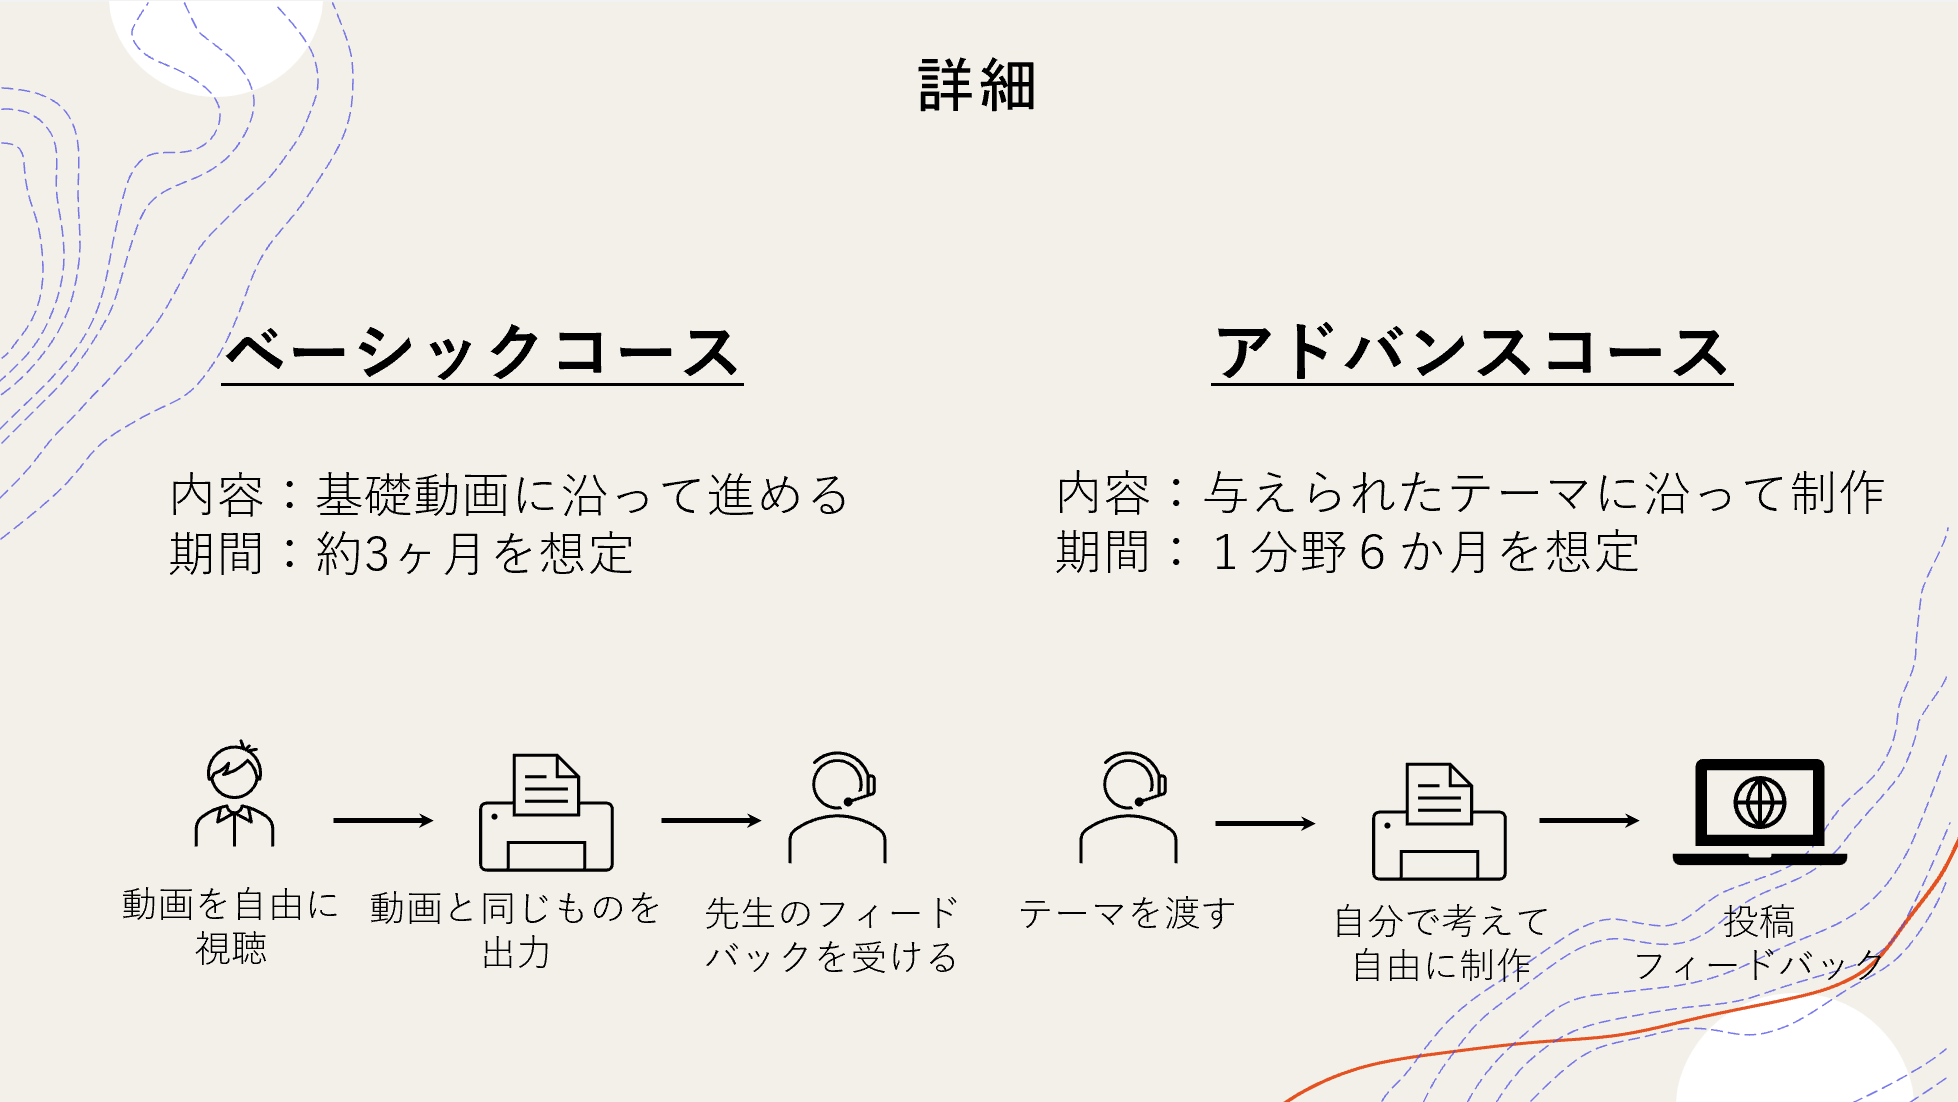 詳細
ベーシックコース
内容：基礎動画に沿って進める
期間：約3ヶ月を想定
動画を自由に
視聴
動画と同じものを
出力
先生のフィード
バックを受ける
アドバンスコース
内容：与えられたテーマに沿って制作
期間：１分野６か月を想定
テーマを渡す
自分で考えて
自由に制作
投稿
フィードバック